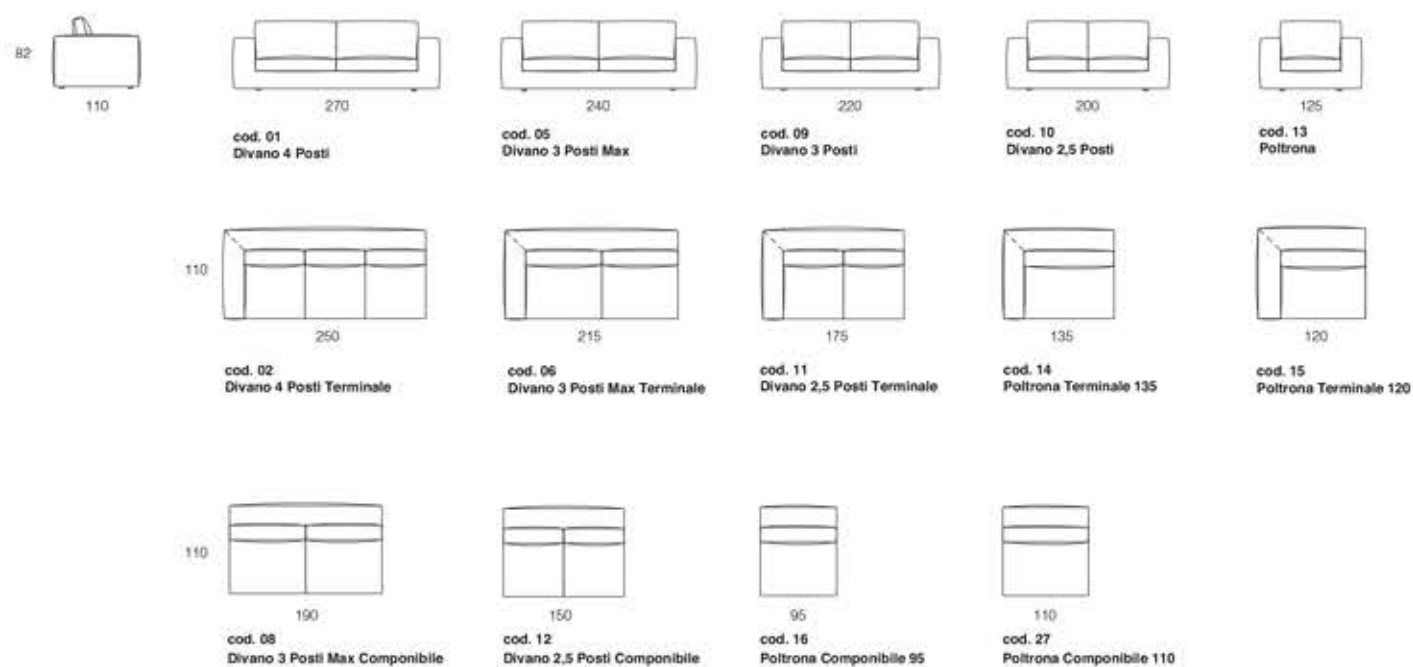 82
110
270
240
220
200
125
cod. 01
Divano 4 Posti
cod. 05
Divano 3 Posti Max
cod. 09
Divano 3 Posti
cod. 10
Divano 2,5 Posti
cod. 13
Poltrona
110
250
215
175
135
120
cod. 02
Divano 4 Posti Terminale
cod. 06
Divano 3 Posti Max Terminale
cod. 11
Divano 2,5 Posti Terminale
cod. 14
Poltrona Terminale 135
cod. 15
Poltrona Terminale 120
110
190
150
95
110
cod. 08
Divano 3 Posti Max Componibile
cod. 12
Divano 2,5 Posti Componibile
cod. 16
Poltrona Componibile 95
cod. 27
Poltrona Componibile 110